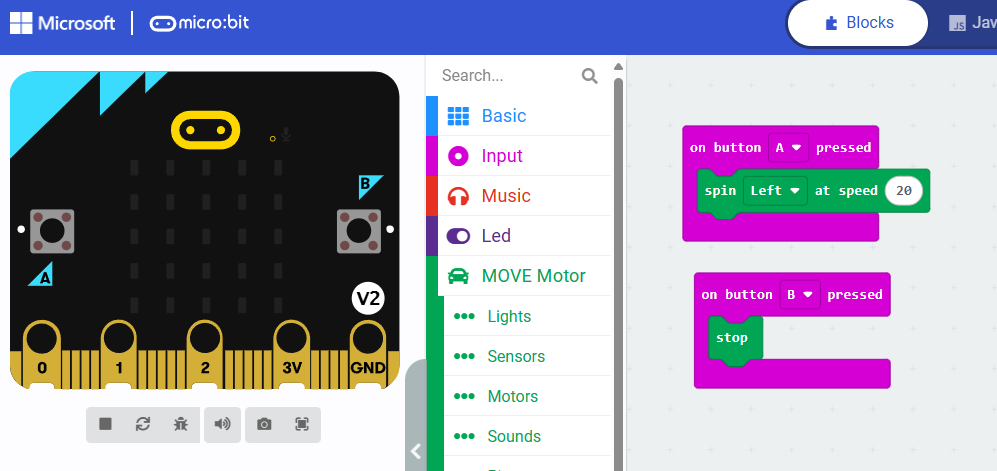 Microsoft
micro:bit
Blocks
JS Jav
Search...
Basic
Input
Music
Led
MOVE Motor
Lights
Sensors
Motors
Sounds
B
A
V2
0 1 2 3V GND
on button A pressed
spin Left at speed 20
on button B pressed
stop